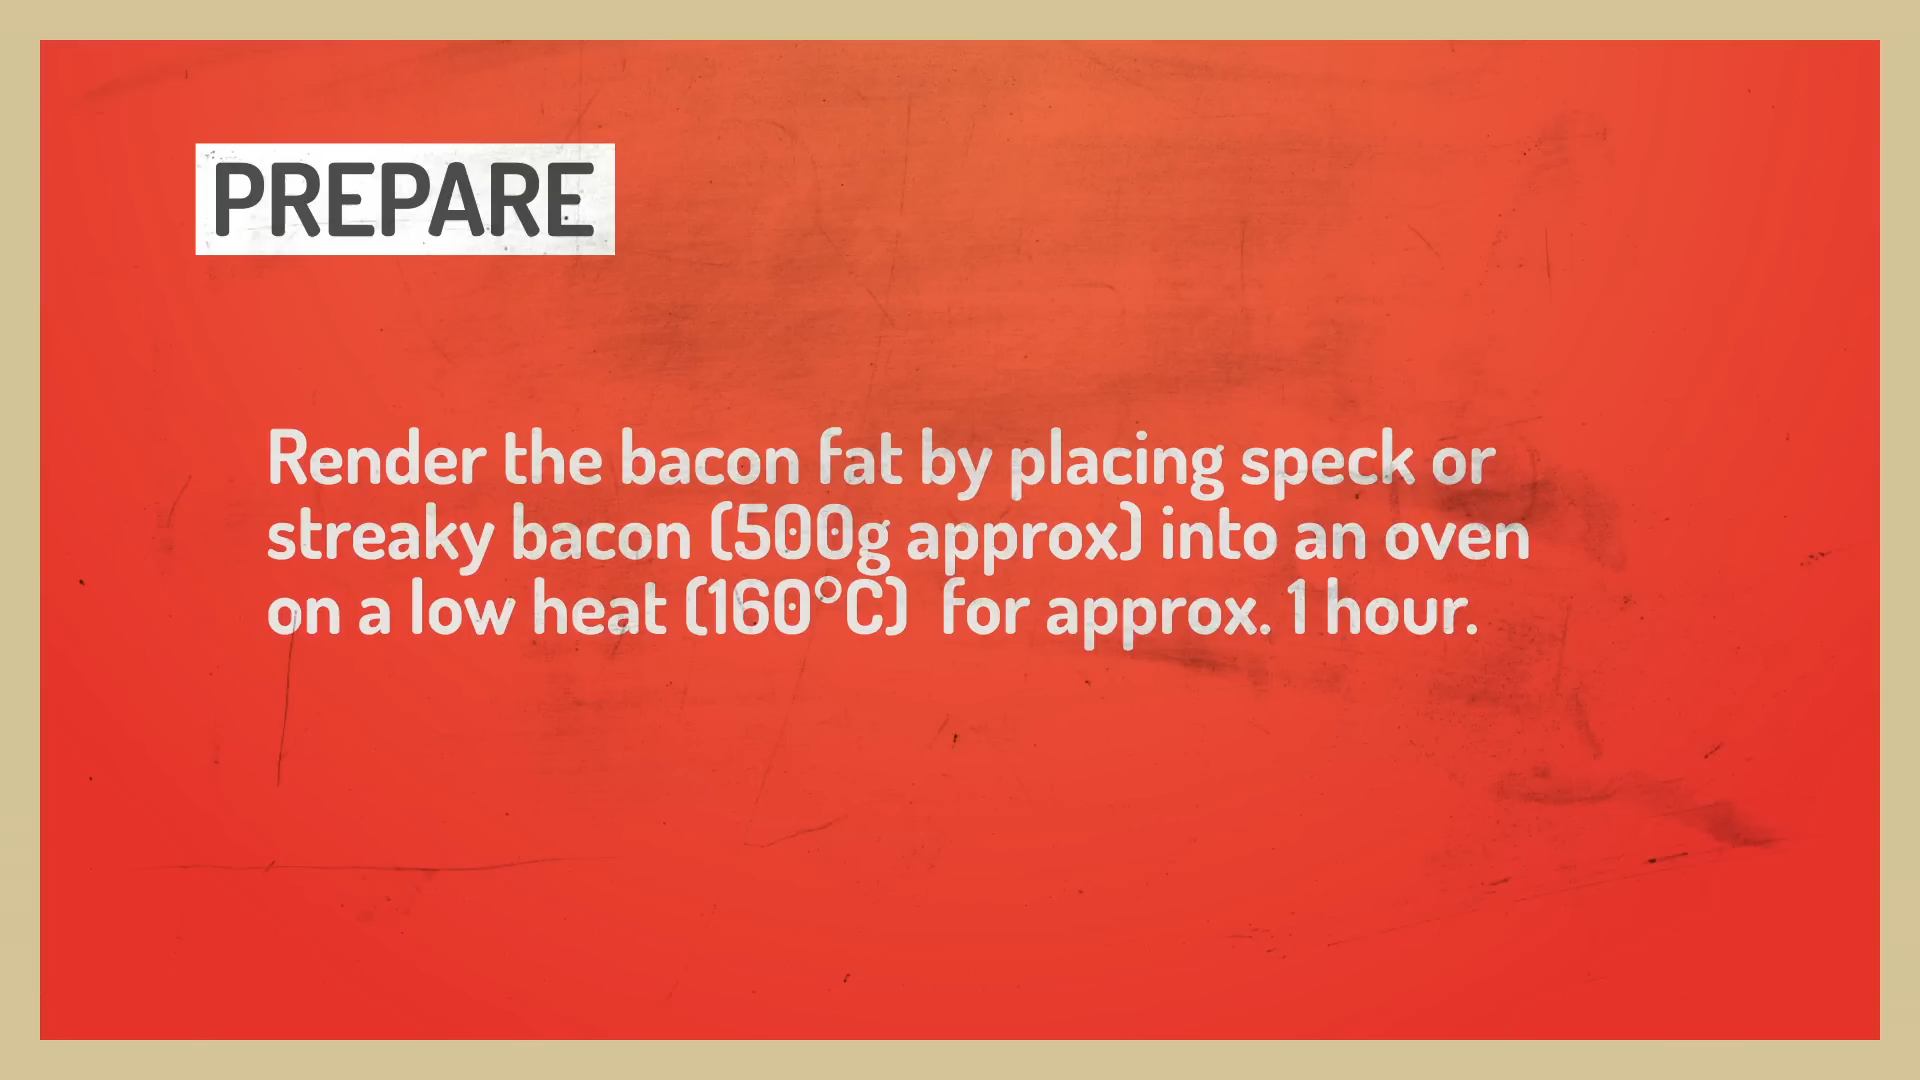 PREPARE
Render the bacon fat by placing speck or
streaky bacon (500g approx) into an oven
on a low heat (160°C)  for approx. 1 hour.